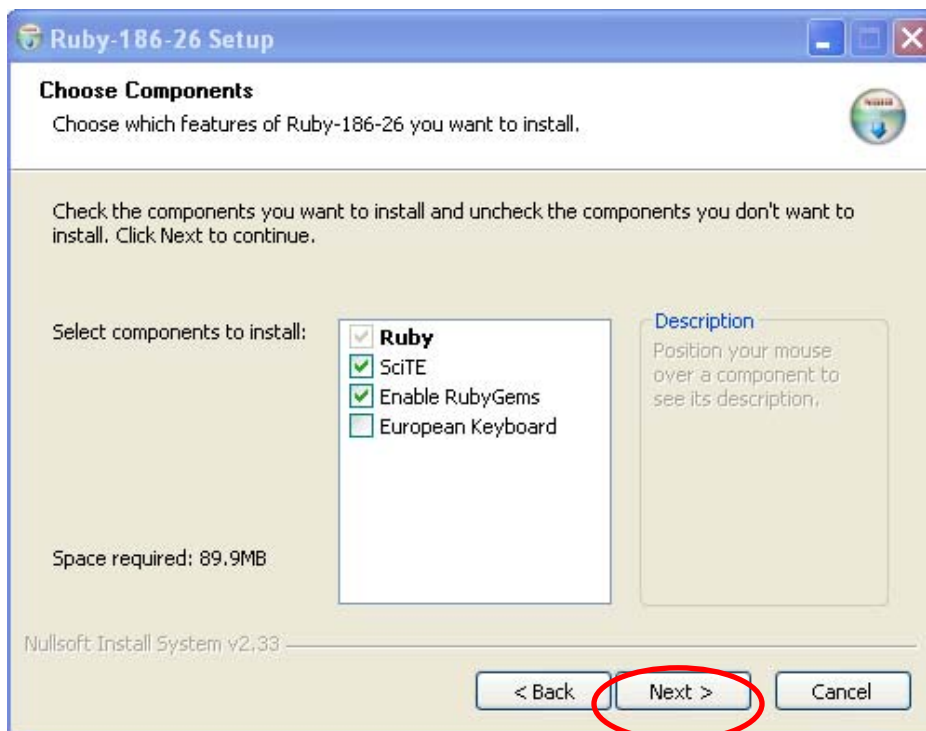 Ruby-186-26 Setup
Choose Components
Choose which features of Ruby-186-26 you want to install.
Check the components you want to install and uncheck the components you don't want to
install. Click Next to continue.
Select components to install:
Ruby
SciTE
Enable RubyGems
European Keyboard
Description
Position your mouse
over a component to
see its description.
Space required: 89.9MB
Nullsoft Install System v2.33
< Back
Next >
Cancel